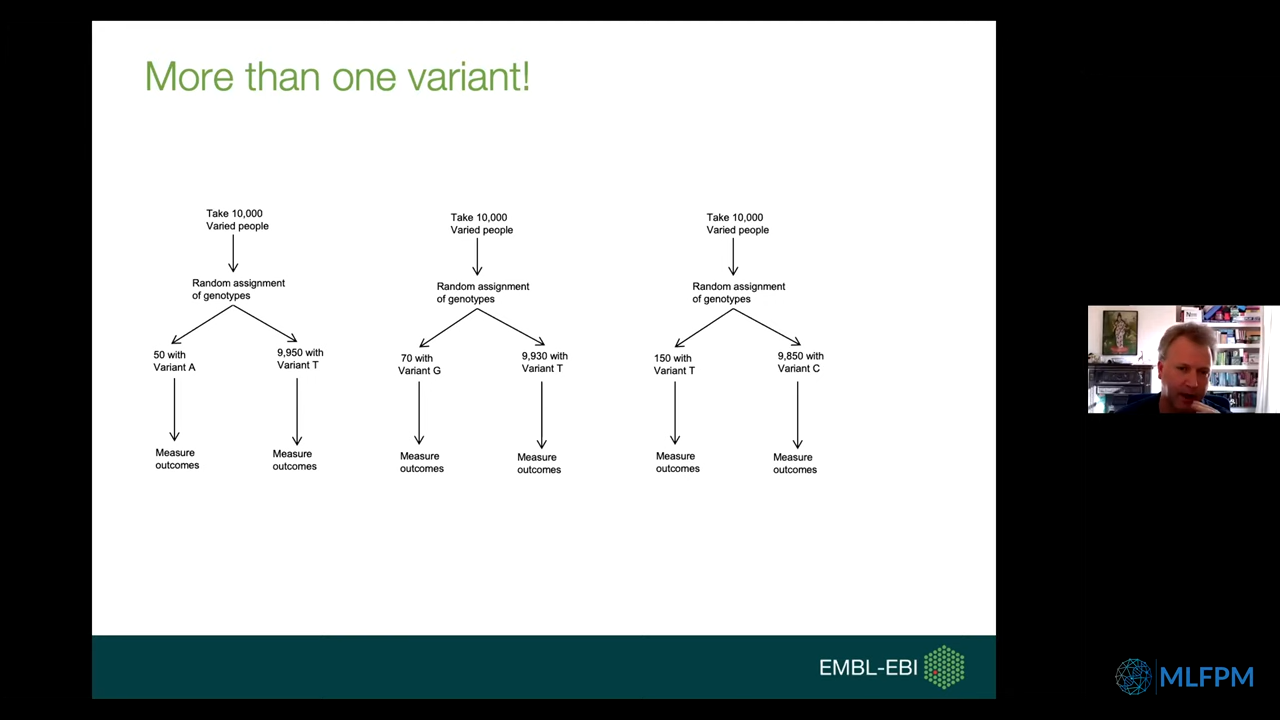 More than one variant!
Take 10,000
Varied people
Random assignment
of genotypes
50 with
Variant A
9,950 with
Variant T
Measure
outcomes
Measure
outcomes
Take 10,000
Varied people
Random assignment
of genotypes
70 with
Variant G
9,930 with
Variant T
Measure
outcomes
Measure
outcomes
Take 10,000
Varied people
Random assignment
of genotypes
150 with
Variant T
9,850 with
Variant C
Measure
outcomes
Measure
outcomes
EMBL-EBI
MLFPM